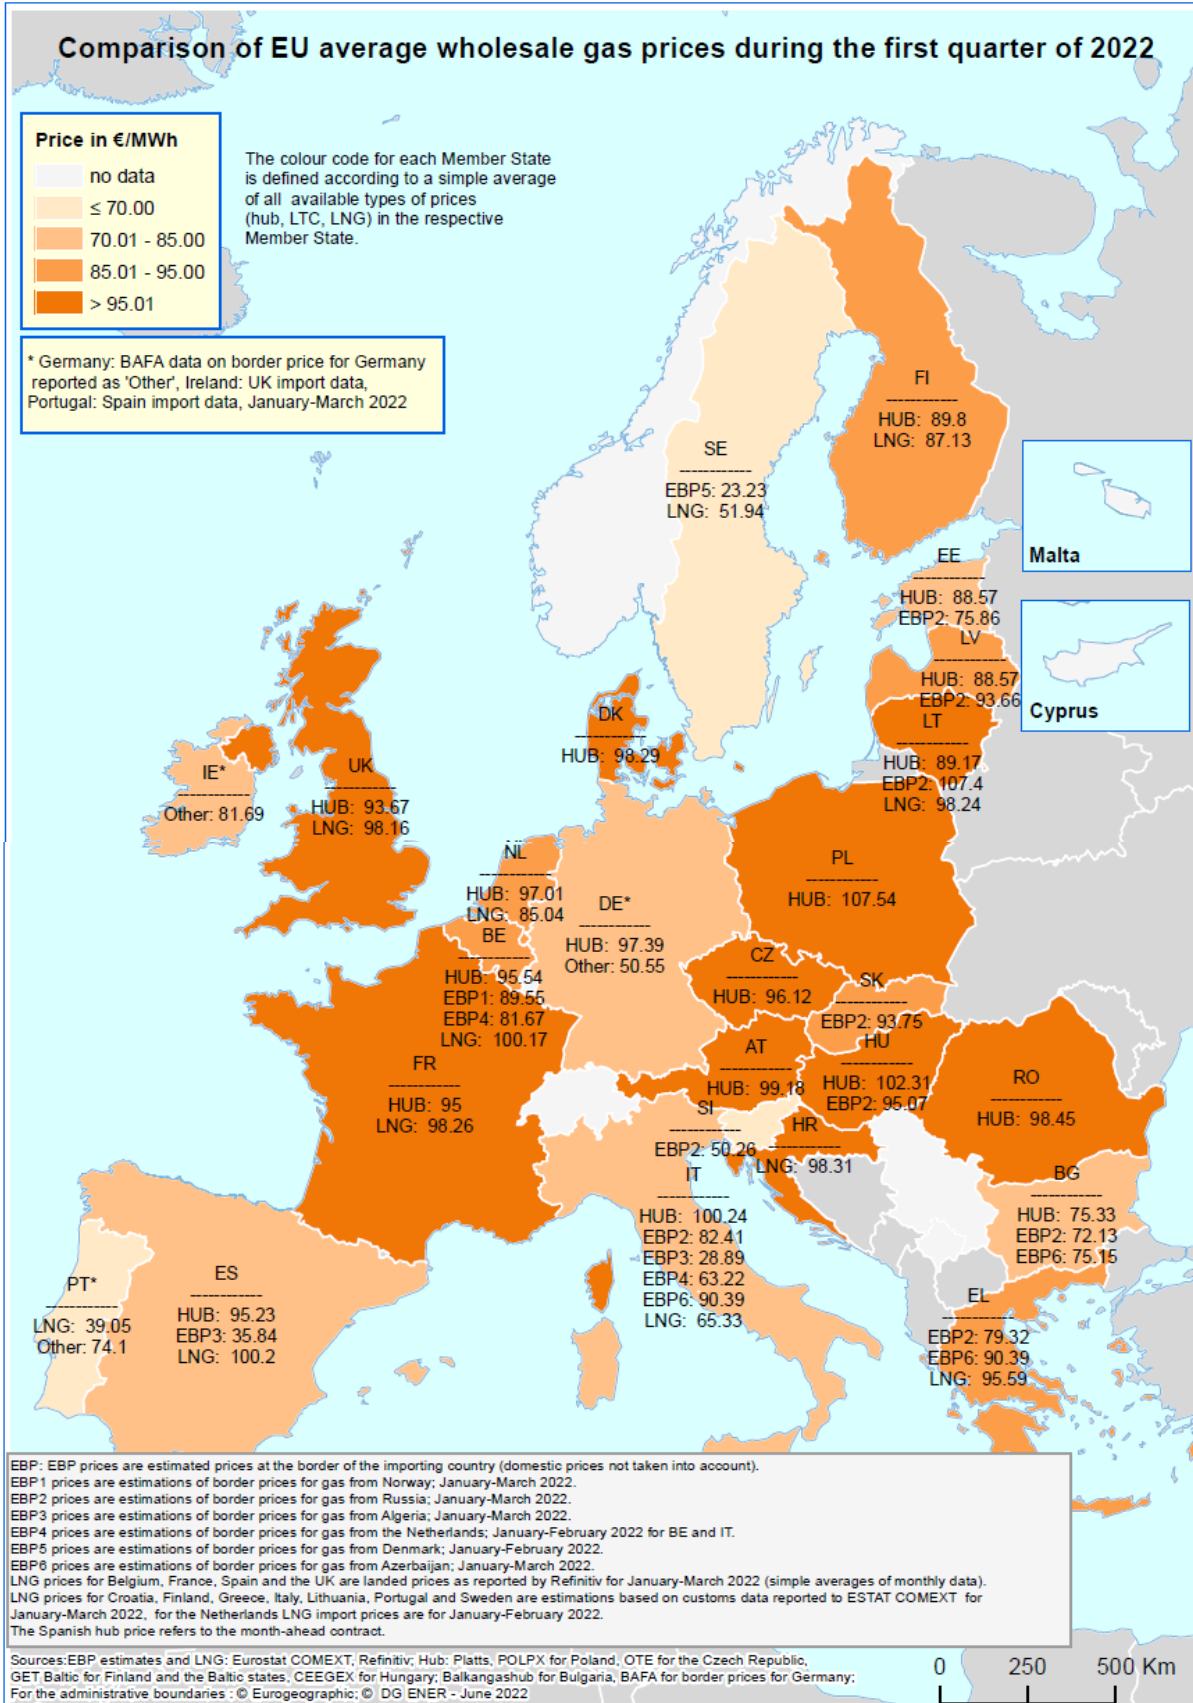 Comparison of EU average wholesale gas prices during the first quarter of 2022
Price in €/MWh
no data
≤ 70.00
70.01 - 85.00
85.01 - 95.00
> 95.01
The colour code for each Member State
is defined according to a simple average
of all available types of prices
(hub, LTC, LNG) in the respective
Member State.
* Germany: BAFA data on border price for Germany
reported as 'Other', Ireland: UK import data,
Portugal: Spain import data, January-March 2022
FI
------------
HUB: 89.8
LNG: 87.13
SE
------------
EBP5: 23.23
LNG: 51.94
Malta
EE
------------
HUB: 88.57
EBP2: 75.86
LV
------------
HUB: 88.57
EBP2: 93.66
Cyprus
LT
------------
HUB: 89.17
EBP2: 107.4
LNG: 98.24
DK
------------
HUB: 98.29
IE*
------------
Other: 81.69
UK
------------
HUB: 93.67
LNG: 98.16
NL
------------
HUB: 97.01
LNG: 85.04
BE
------------
HUB: 95.54
EBP1: 89.55
EBP4: 81.67
LNG: 100.17
DE*
------------
HUB: 97.39
Other: 50.55
PL
------------
HUB: 107.54
CZ
------------
HUB: 96.12
SK
------------
EBP2: 93.75
HU
------------
HUB: 102.31
EBP2: 95.07
AT
------------
HUB: 99.18
RO
------------
HUB: 98.45
FR
------------
HUB: 95
LNG: 98.26
SI
------------
EBP2: 50.26
HR
------------
LNG: 98.31
IT
------------
HUB: 100.24
EBP2: 82.41
EBP3: 28.89
EBP4: 63.22
EBP6: 90.39
LNG: 65.33
BG
------------
HUB: 75.33
EBP2: 72.13
EBP6: 75.15
PT*
------------
LNG: 39.05
Other: 74.1
ES
------------
HUB: 95.23
EBP3: 35.84
LNG: 100.2
EL
------------
EBP2: 79.32
EBP6: 90.39
LNG: 95.59
EBP: EBP prices are estimated prices at the border of the importing country (domestic prices not taken into account).
EBP1 prices are estimations of border prices for gas from Norway; January-March 2022.
EBP2 prices are estimations of border prices for gas from Russia; January-March 2022.
EBP3 prices are estimations of border prices for gas from Algeria; January-March 2022.
EBP4 prices are estimations of border prices for gas from the Netherlands; January-February 2022 for BE and IT.
EBP5 prices are estimations of border prices for gas from Denmark; January-February 2022.
EBP6 prices are estimations of border prices for gas from Azerbaijan; January-March 2022.
LNG prices for Belgium, France, Spain and the UK are landed prices as reported by Refinitiv for January-March 2022 (simple averages of monthly data).
LNG prices for Croatia, Finland, Greece, Italy, Lithuania, Portugal and Sweden are estimations based on customs data reported to ESTAT COMEXT for
January-March 2022, for the Netherlands LNG import prices are for January-February 2022.
The Spanish hub price refers to the month-ahead contract.
Sources:EBP estimates and LNG: Eurostat COMEXT, Refinitiv; Hub: Platts, POLPX for Poland, OTE for the Czech Republic,
GET Baltic for Finland and the Baltic states, CEEGEX for Hungary; Balkangashub for Bulgaria, BAFA for border prices for Germany;
For the administrative boundaries : © Eurogeographic; © DG ENER - June 2022
0 250 500 Km